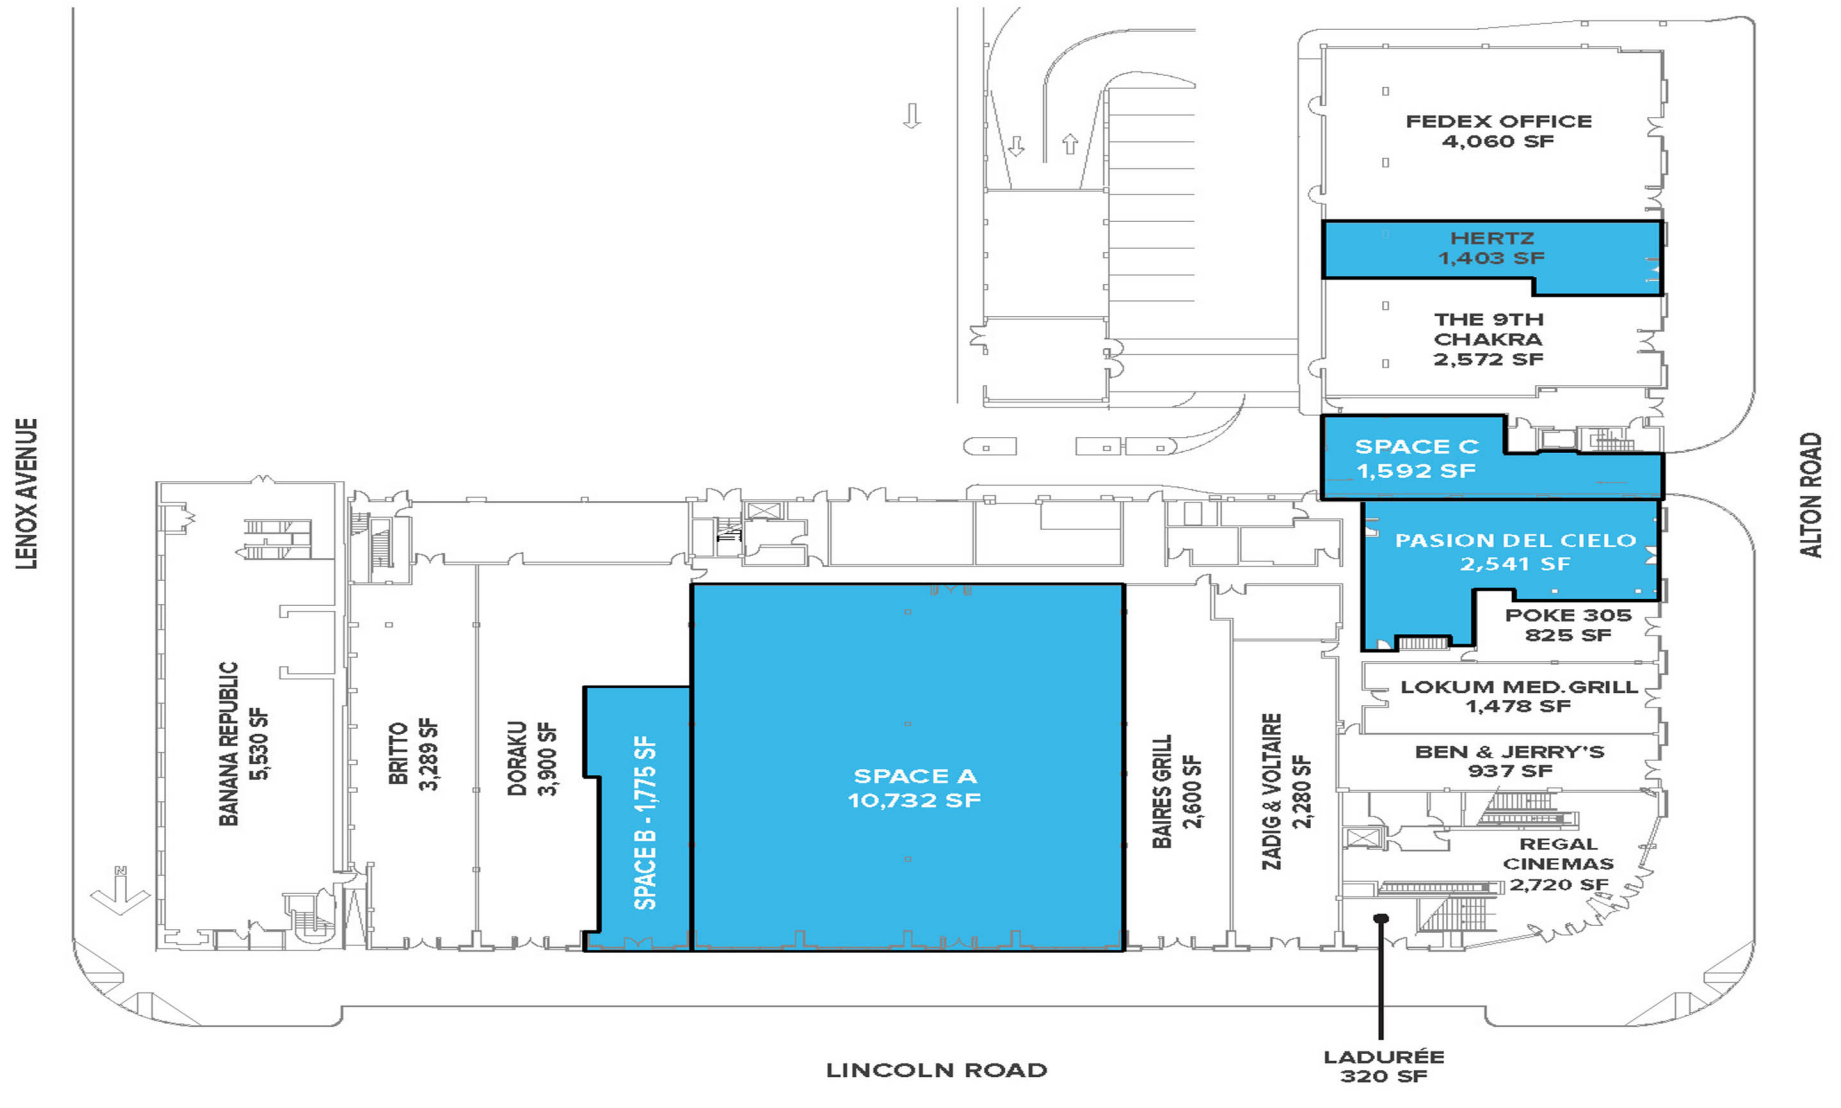 FEDEX OFFICE
4,060 SF
HERTZ
1,403 SF
THE 9TH
CHAKRA
2,572 SF
SPACE C
1,592 SF
PASION DEL CIELO
2,541 SF
POKE 305
825 SF
LOKUM MED.GRILL
1,478 SF
BEN & JERRY'S
937 SF
REGAL
CINEMAS
2,720 SF
LENOX AVENUE
ALTON ROAD
BANANA REPUBLIC
5,530 SF
BRITTO
3,289 SF
DORAKU
3,900 SF
SPACE B - 1,775 SF
SPACE A
10,732 SF
BAIRES GRILL
2,600 SF
ZADIG & VOLTAIRE
2,280 SF
N
LINCOLN ROAD
LADURÉE
320 SF